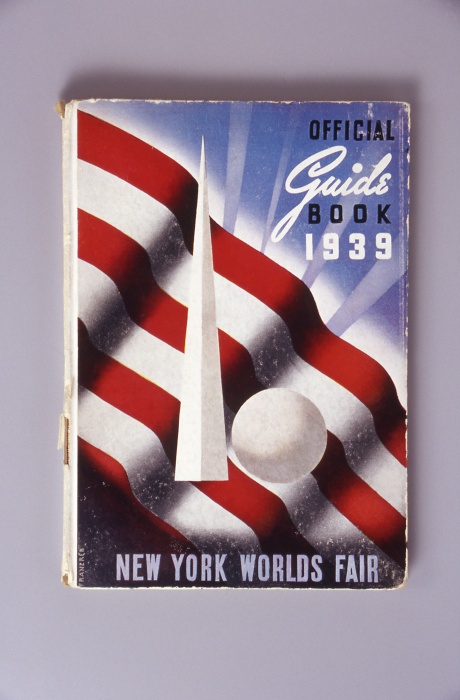 OFFICIAL
Guide
BOOK
1939
NEW YORK WORLDS FAIR